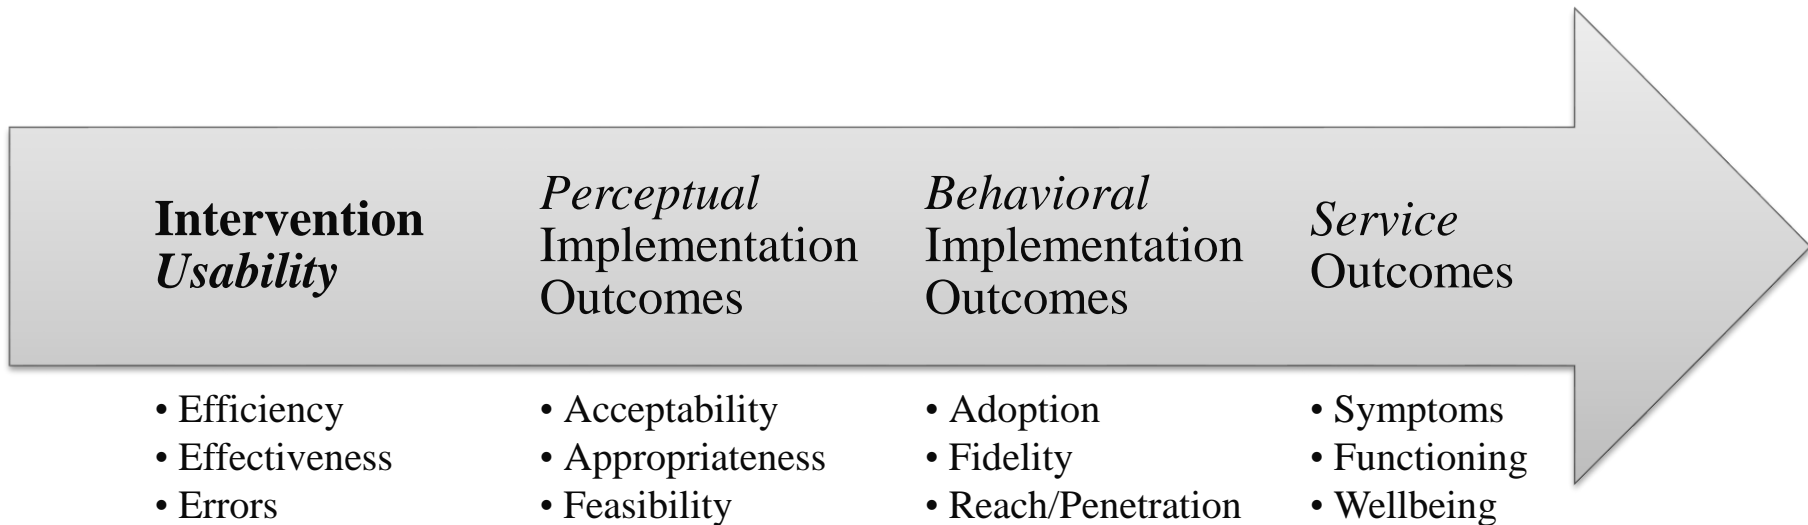 Intervention
Usability
Perceptual
Implementation
Outcomes
Behavioral
Implementation
Outcomes
Service
Outcomes
• Efficiency
• Effectiveness
• Errors
• Acceptability
• Appropriateness
• Feasibility
• Adoption
• Fidelity
• Reach/Penetration
• Symptoms
• Functioning
• Wellbeing